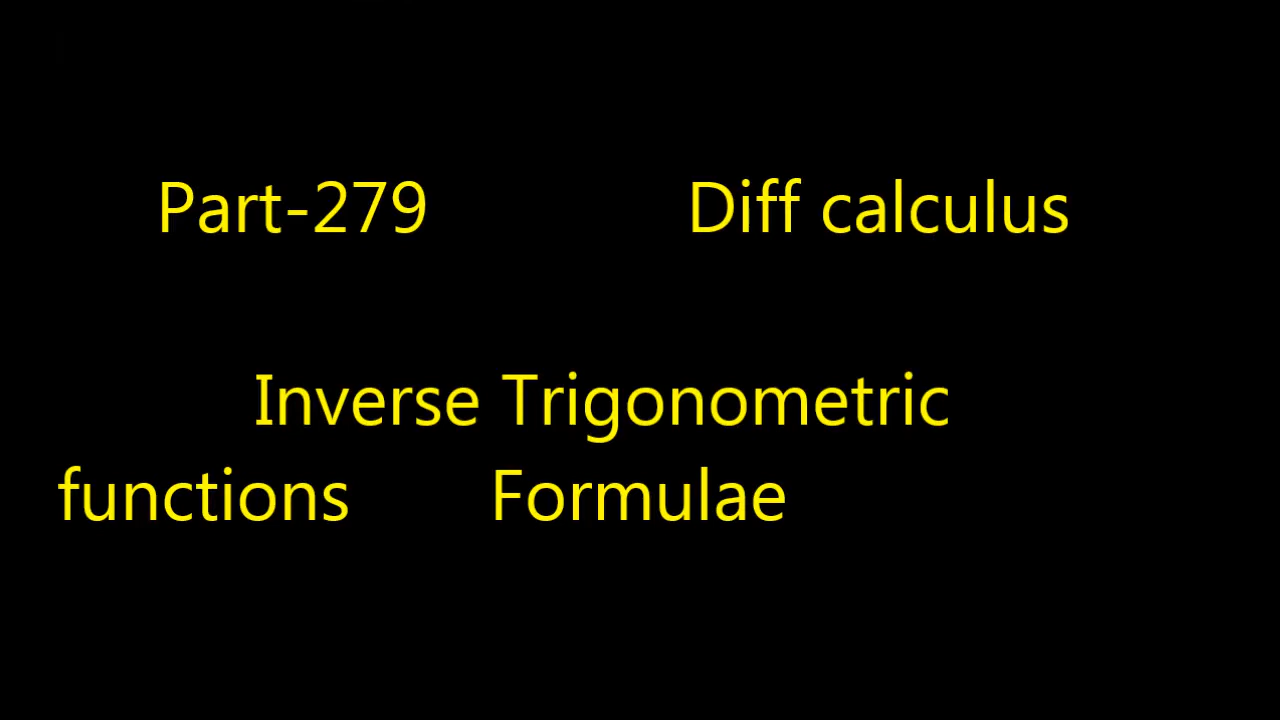 Part-279 Diff calculus
Inverse Trigonometric
functions Formulae